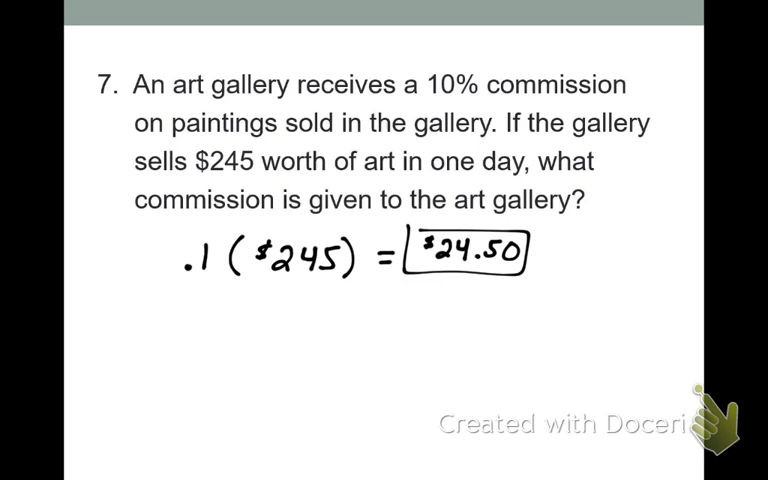 7. An art gallery receives a 10% commission
on paintings sold in the gallery. If the gallery
sells $245 worth of art in one day, what
commission is given to the art gallery?
.1 ($245) = $24.50
Created with Doceri